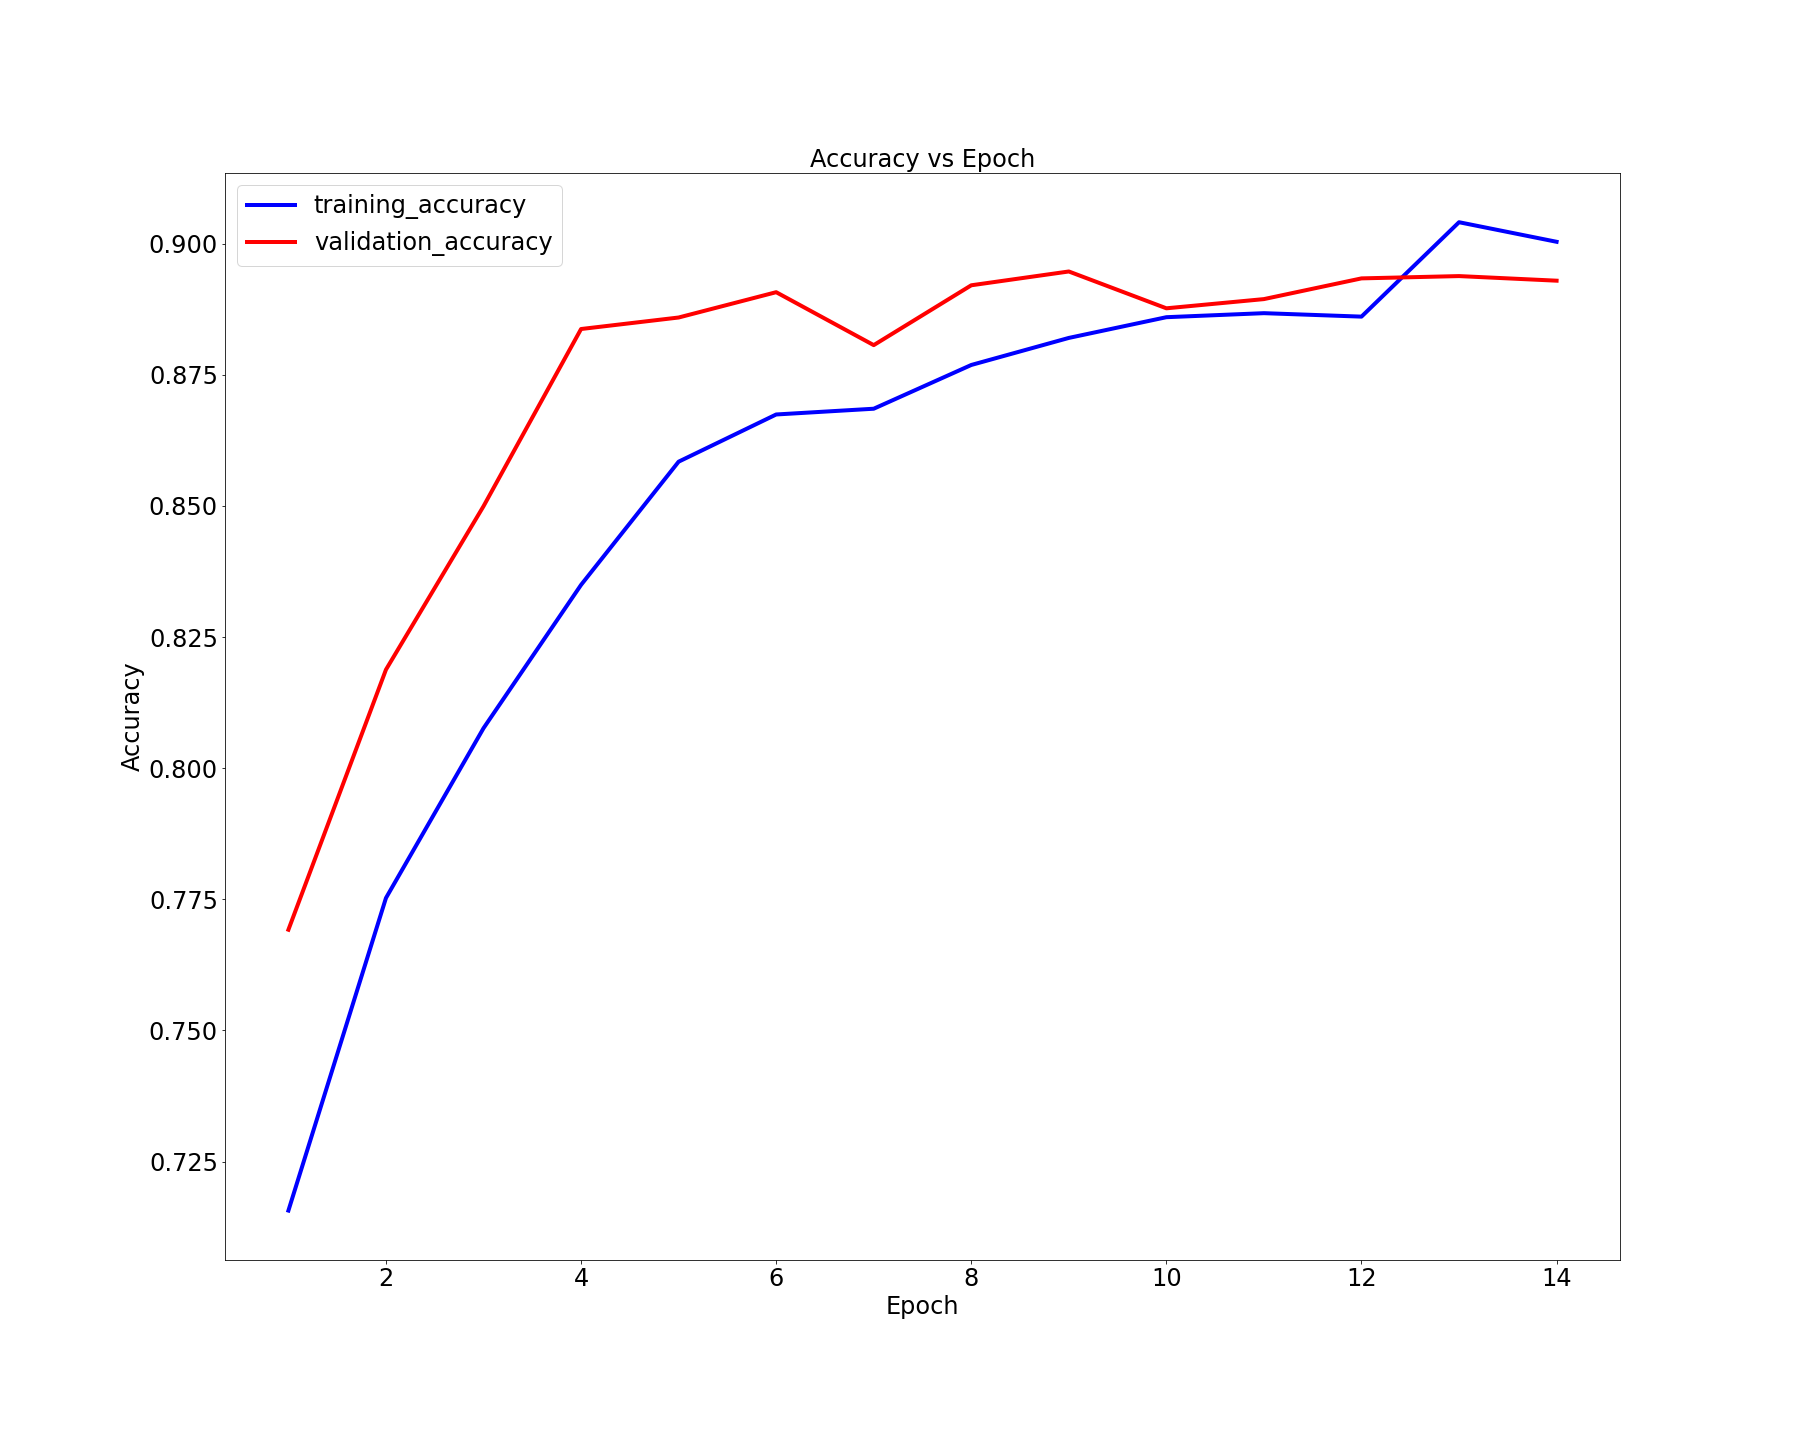 Accuracy vs Epoch
training_accuracy
validation_accuracy
0.900
0.875
0.850
0.825
0.800
0.775
0.750
0.725
Accuracy
2 4 6 8 10 12 14
Epoch